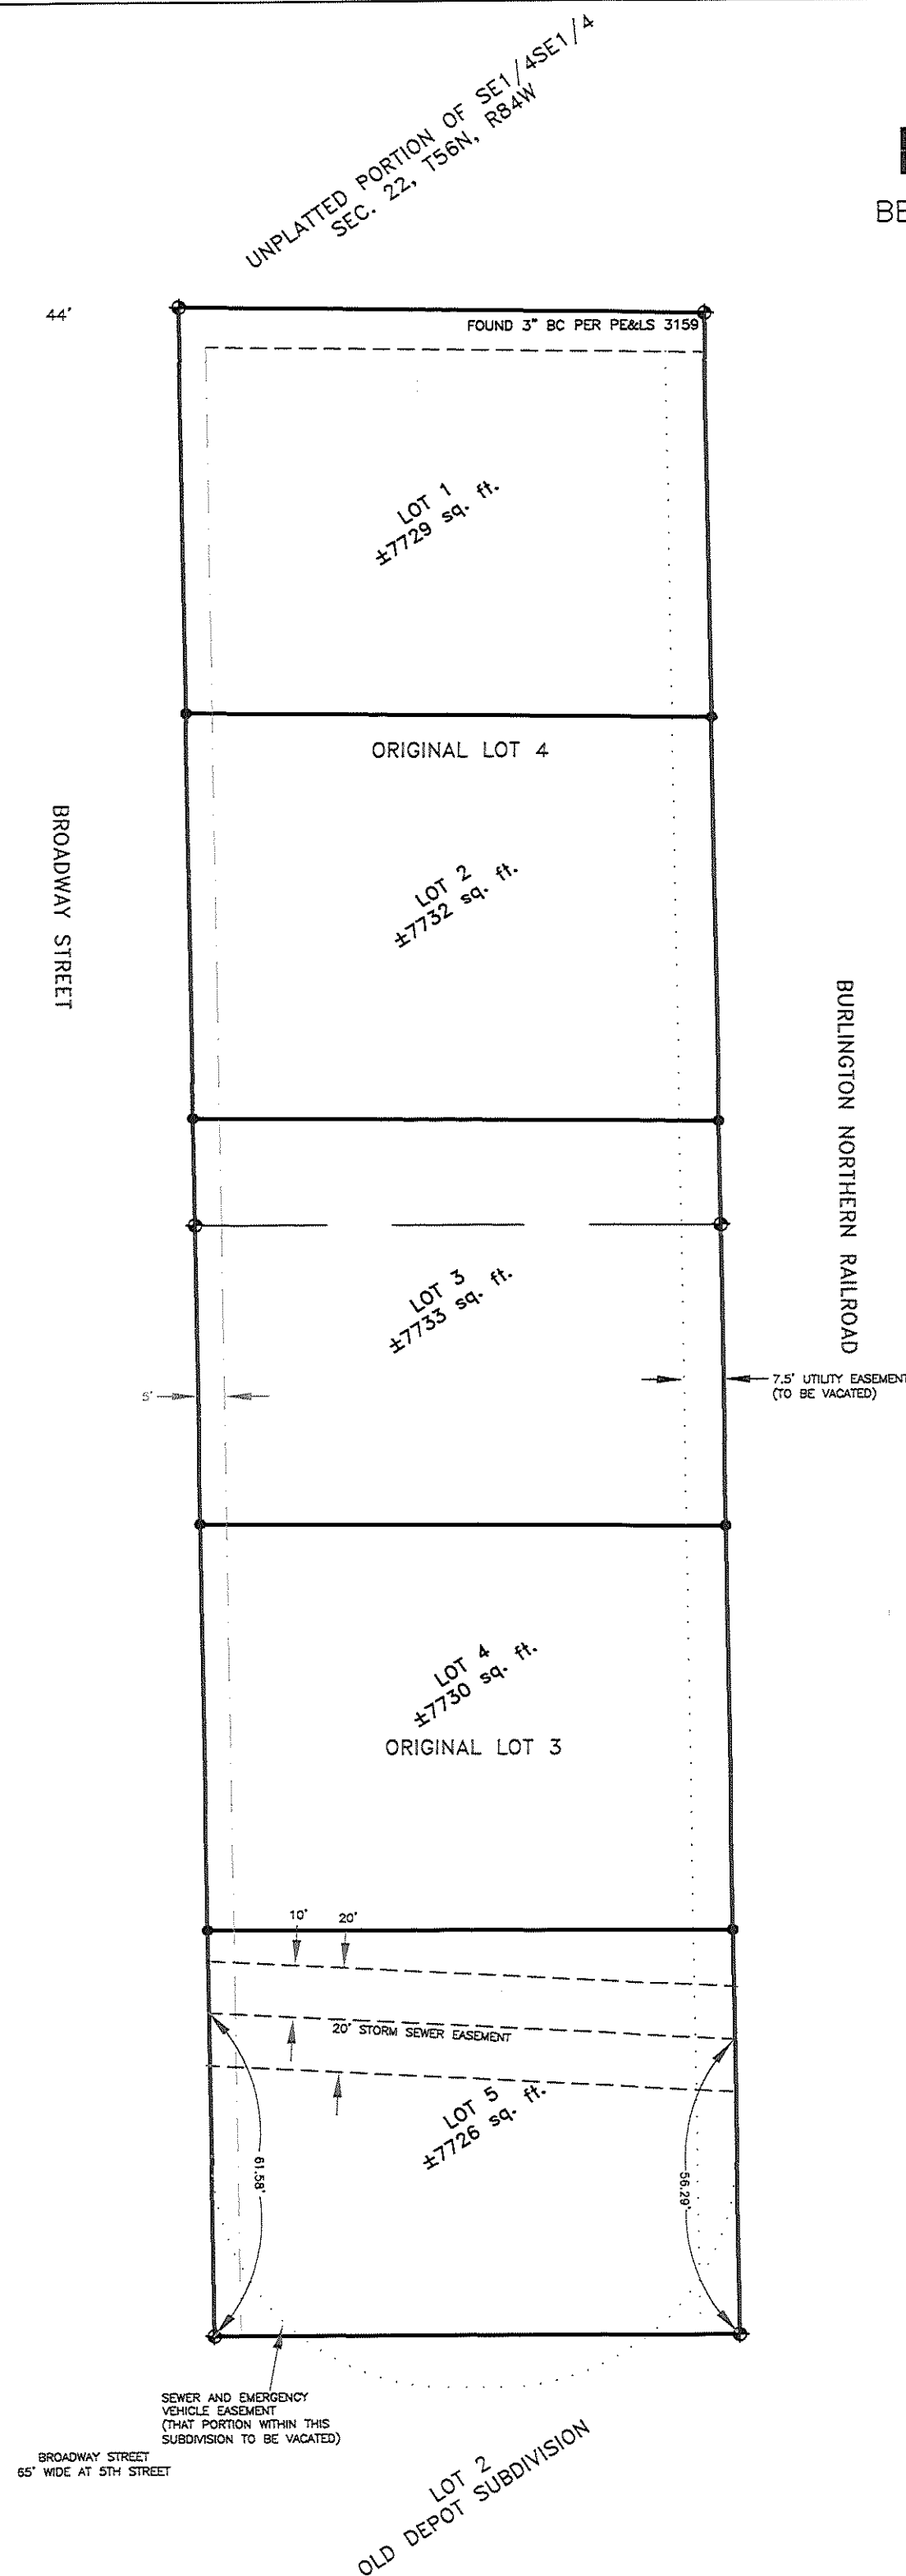 UNPLATTED PORTION OF SE1/4SE1/4
SEC. 22, T56N, R84W
BE
44'
FOUND 3" BC PER PE&LS 3159
LOT 1
±7729 sq. ft.
ORIGINAL LOT 4
BROADWAY STREET
LOT 2
±7732 sq. ft.
BURLINGTON NORTHERN RAILROAD
LOT 3
±7733 sq. ft.
5'
7.5' UTILITY EASEMENT
(TO BE VACATED)
LOT 4
±7730 sq. ft.
ORIGINAL LOT 3
10'
20'
20' STORM SEWER EASEMENT
LOT 5
±7726 sq. ft.
61.58'
56.29'
SEWER AND EMERGENCY
VEHICLE EASEMENT
(THAT PORTION WITHIN THIS
SUBDIVISION TO BE VACATED)
BROADWAY STREET
65' WIDE AT 5TH STREET
LOT 2
OLD DEPOT SUBDIVISION